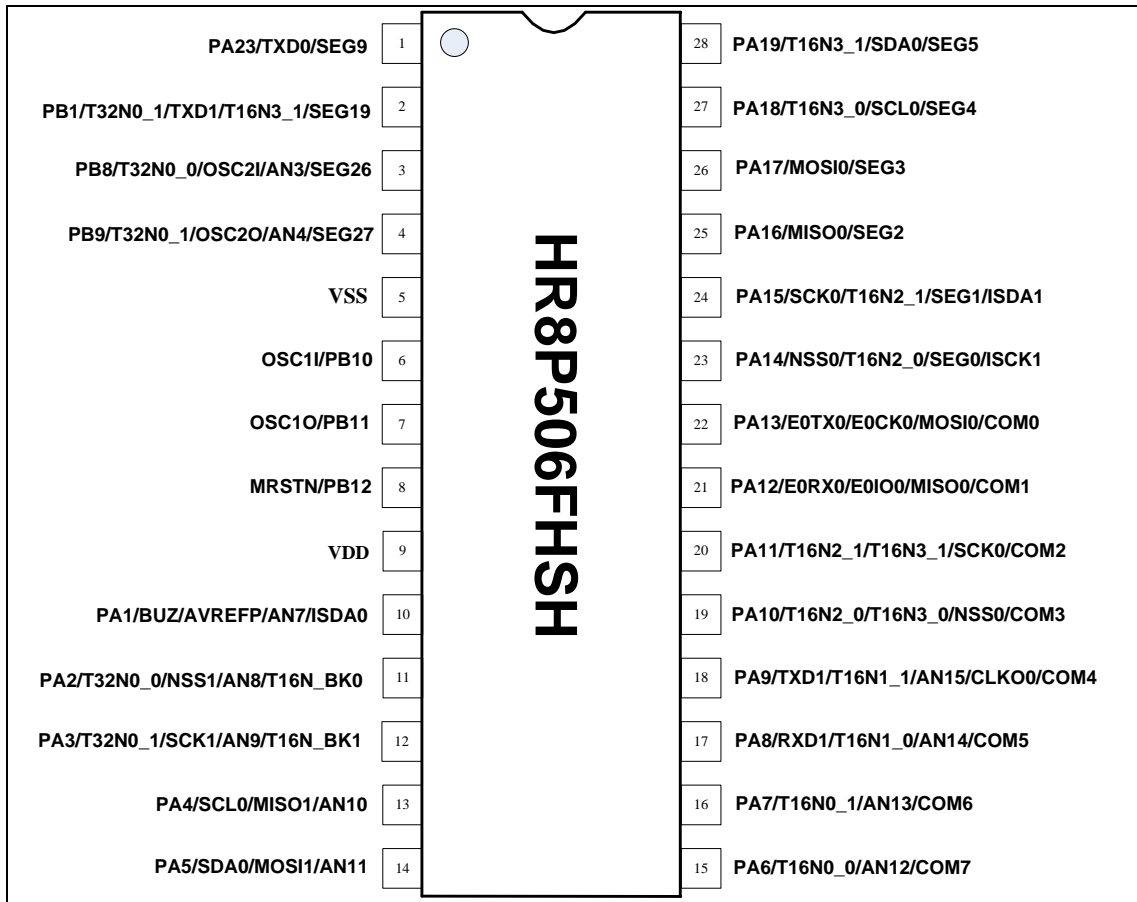 PA23/TXD0/SEG9 1
PB1/T32N0_1/TXD1/T16N3_1/SEG19 2
PB8/T32N0_0/OSC2I/AN3/SEG26 3
PB9/T32N0_1/OSC2O/AN4/SEG27 4
VSS 5
OSC1I/PB10 6
OSC1O/PB11 7
MRSTN/PB12 8
VDD 9
PA1/BUZ/AVREFP/AN7/ISDA0 10
PA2/T32N0_0/NSS1/AN8/T16N_BK0 11
PA3/T32N0_1/SCK1/AN9/T16N_BK1 12
PA4/SCL0/MISO1/AN10 13
PA5/SDA0/MOSI1/AN11 14
HR8P506FHSH
28 PA19/T16N3_1/SDA0/SEG5
27 PA18/T16N3_0/SCL0/SEG4
26 PA17/MOSI0/SEG3
25 PA16/MISO0/SEG2
24 PA15/SCK0/T16N2_1/SEG1/ISDA1
23 PA14/NSS0/T16N2_0/SEG0/ISCK1
22 PA13/E0TX0/E0CK0/MOSI0/COM0
21 PA12/E0RX0/E0IO0/MISO0/COM1
20 PA11/T16N2_1/T16N3_1/SCK0/COM2
19 PA10/T16N2_0/T16N3_0/NSS0/COM3
18 PA9/TXD1/T16N1_1/AN15/CLKO0/COM4
17 PA8/RXD1/T16N1_0/AN14/COM5
16 PA7/T16N0_1/AN13/COM6
15 PA6/T16N0_0/AN12/COM7